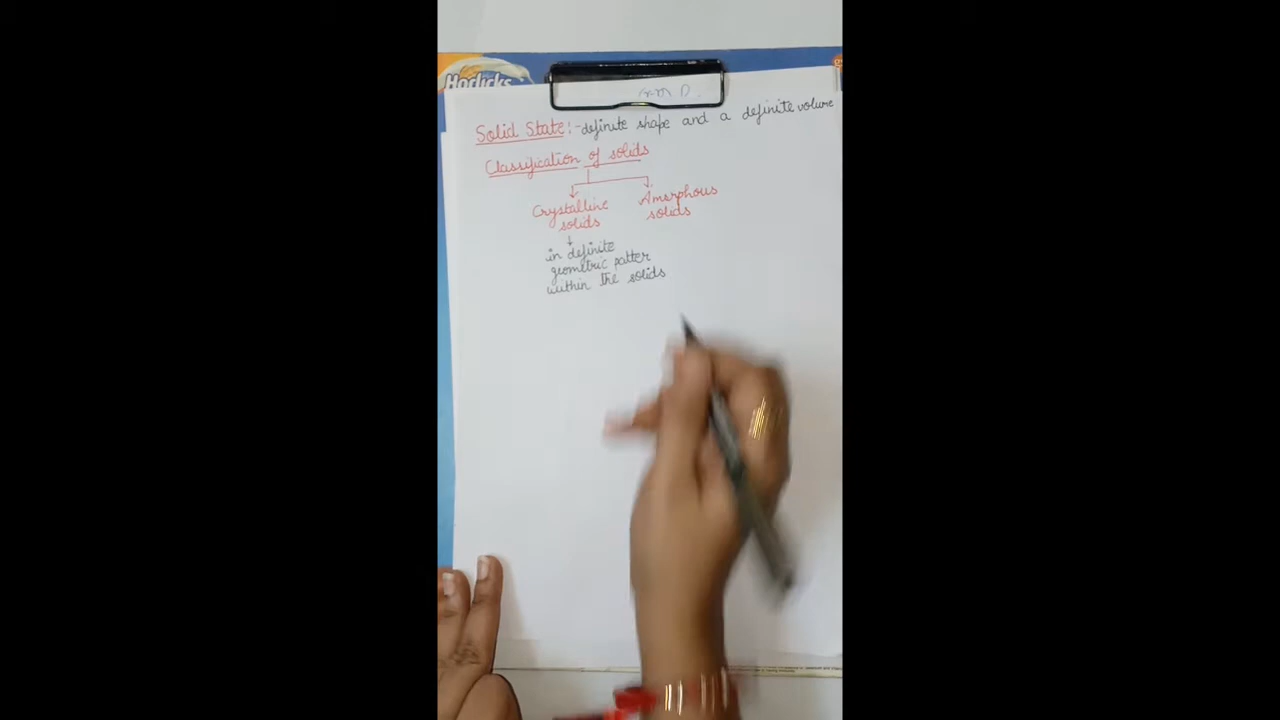 Horlicks
Solid State:- definite shape and a definite volume
Classification of solids
Crystalline solids
Amorphous solids
in definite
geometric patter
within the solids